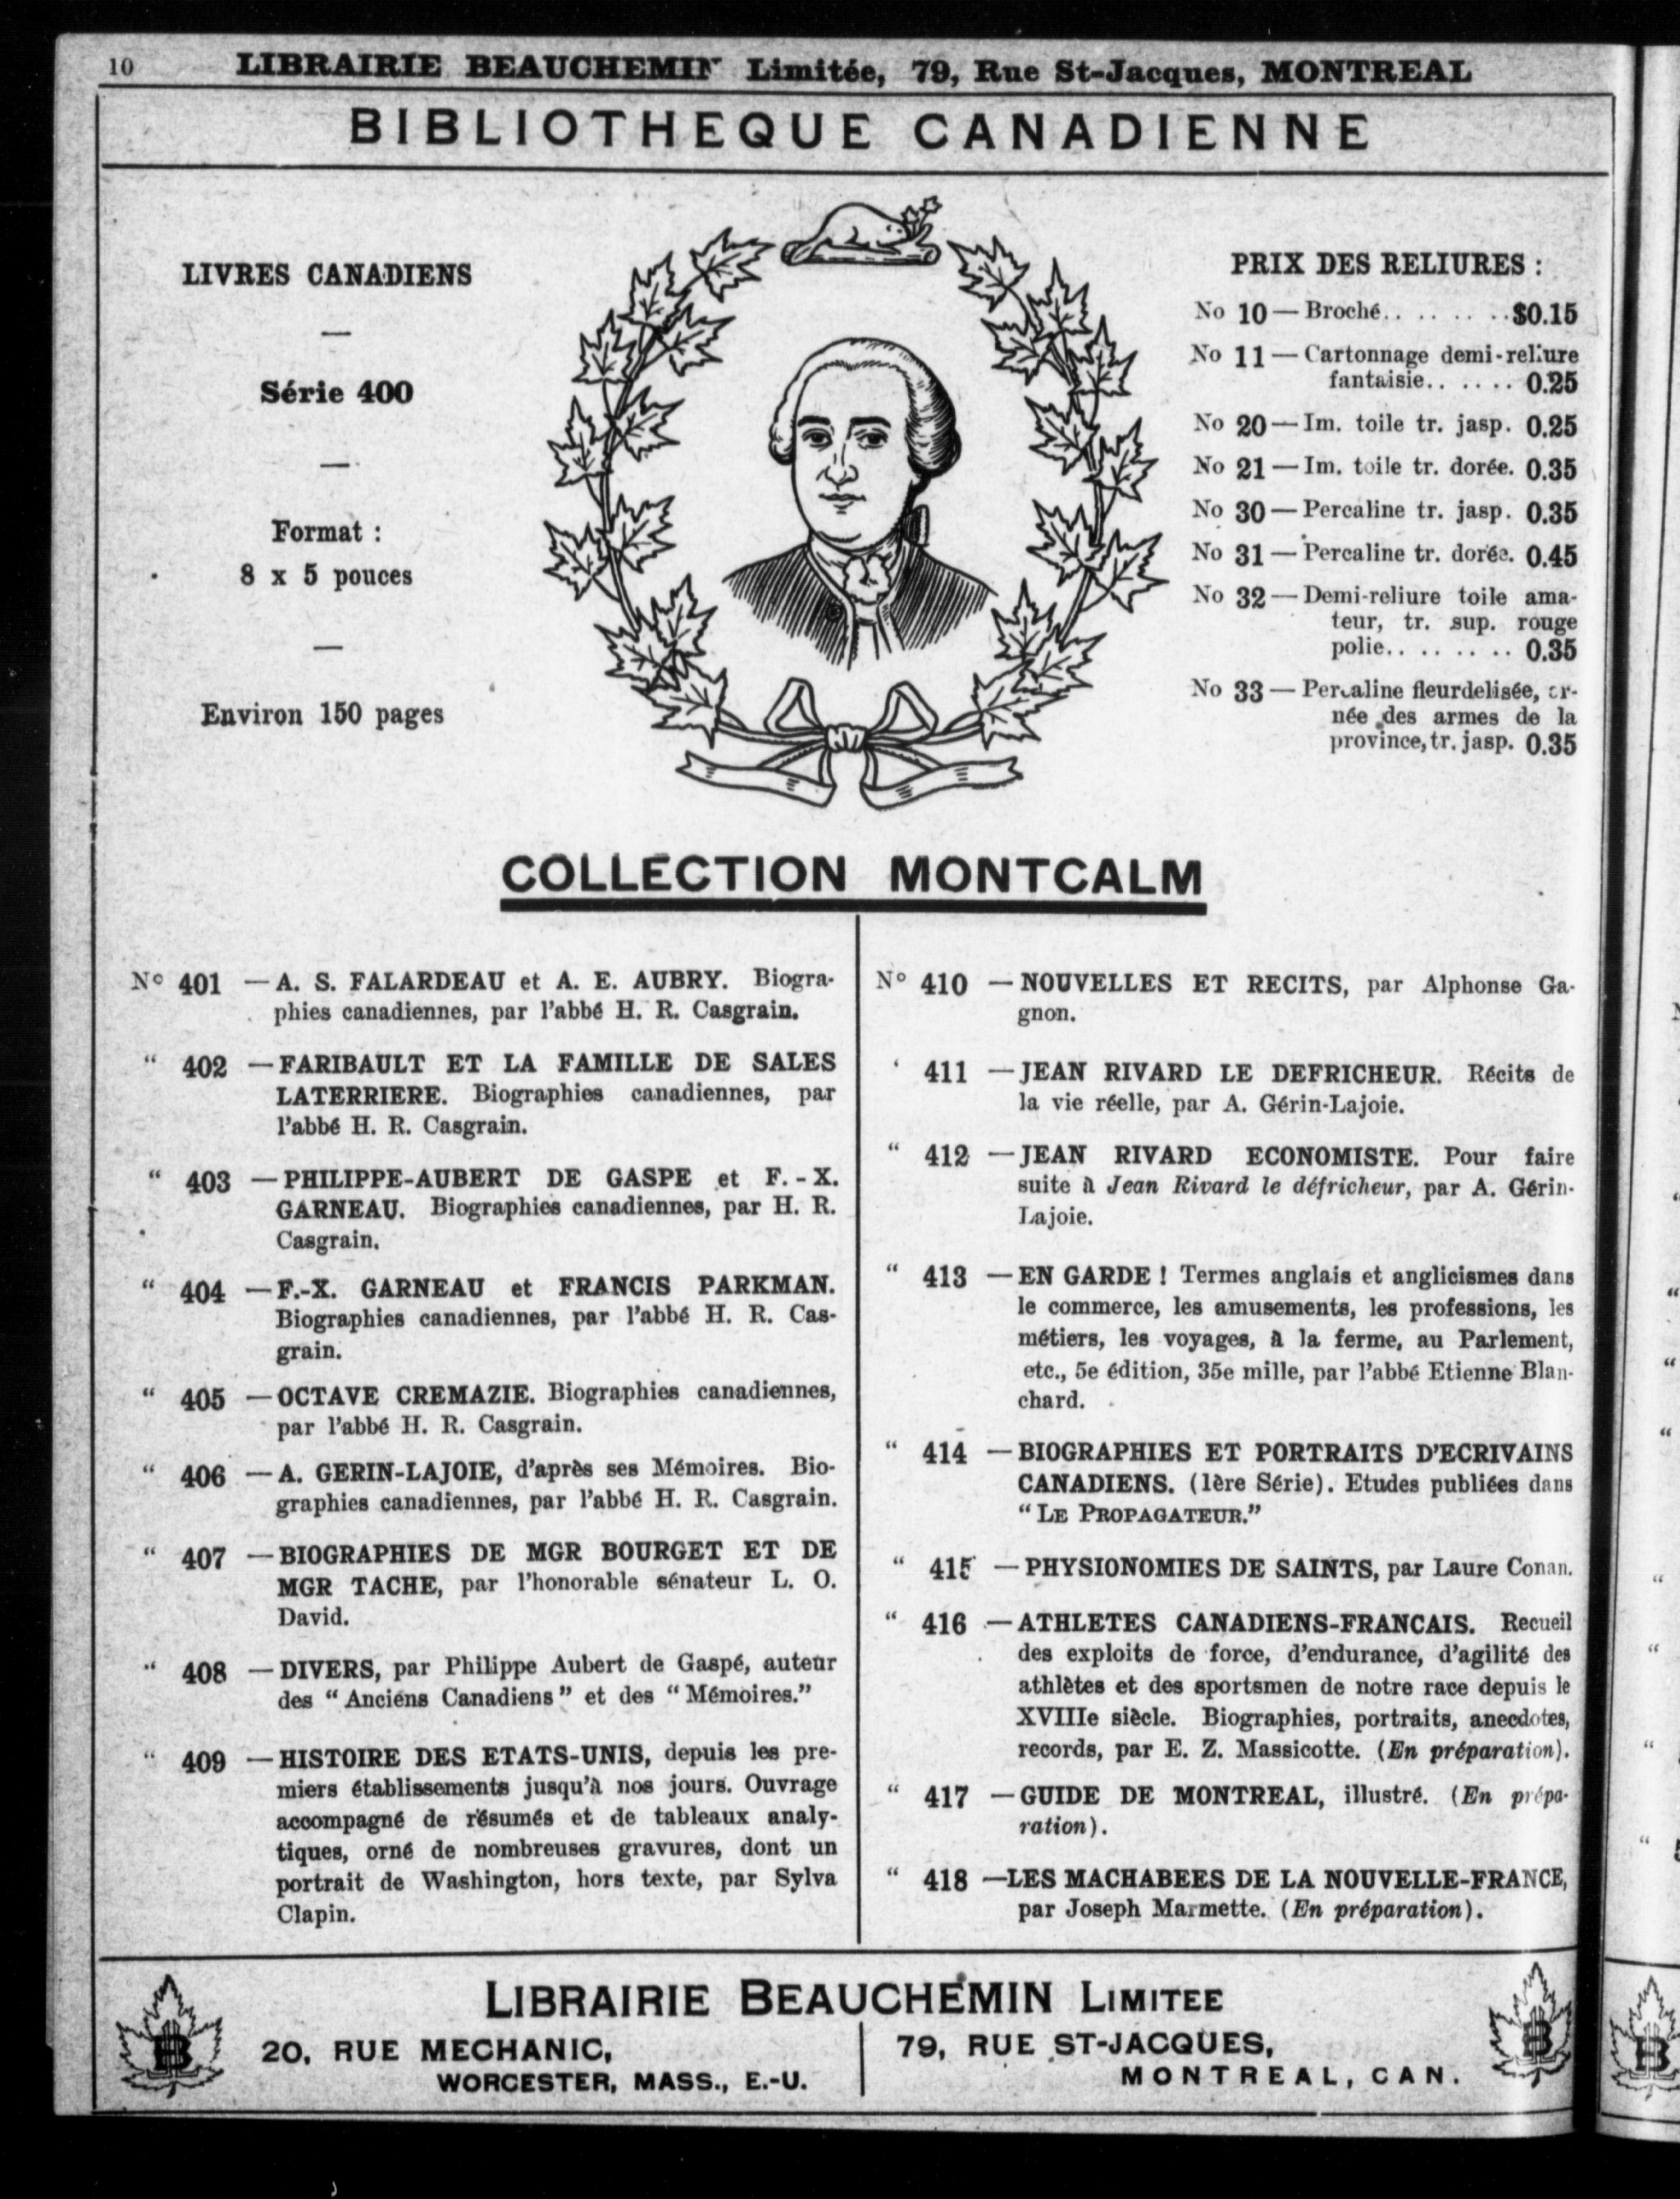 10 LIBRAIRIE BEAUCHEMIN Limitée, 79, Rue St-Jacques, MONTREAL
BIBLIOTHEQUE CANADIENNE
LIVRES CANADIENS
Série 400
Format :
8 x 5 pouces
Environ 150 pages
PRIX DES RELIURES :
No 10 — Broché.. .. .. ..$0.15
No 11 — Cartonnage demi-reliure
fantaisie.. .. .. 0.25
No 20 — Im. toile tr. jasp. 0.25
No 21 — Im. toile tr. dorée. 0.35
No 30 — Percaline tr. jasp. 0.35
No 31 — Percaline tr. dorée. 0.45
No 32 — Demi-reliure toile ama-
teur, tr. sup. rouge
polie.. .. .. .. 0.35
No 33 — Percaline fleurdelisée, or-
née des armes de la
province, tr. jasp. 0.35
COLLECTION MONTCALM
No 401 — A. S. FALARDEAU et A. E. AUBRY. Biogra-
phies canadiennes, par l'abbé H. R. Casgrain.
" 402 — FARIBAULT ET LA FAMILLE DE SALES
LATERRIERE. Biographies canadiennes, par
l'abbé H. R. Casgrain.
" 403 — PHILIPPE-AUBERT DE GASPE et F.-X.
GARNEAU. Biographies canadiennes, par H. R.
Casgrain.
" 404 — F.-X. GARNEAU et FRANCIS PARKMAN.
Biographies canadiennes, par l'abbé H. R. Cas-
grain.
" 405 — OCTAVE CREMAZIE. Biographies canadiennes,
par l'abbé H. R. Casgrain.
" 406 — A. GERIN-LAJOIE, d'après ses Mémoires. Bio-
graphies canadiennes, par l'abbé H. R. Casgrain.
" 407 — BIOGRAPHIES DE MGR BOURGET ET DE
MGR TACHE, par l'honorable sénateur L. O.
David.
" 408 — DIVERS, par Philippe Aubert de Gaspé, auteur
des "Anciens Canadiens" et des "Mémoires."
" 409 — HISTOIRE DES ETATS-UNIS, depuis les pre-
miers établissements jusqu'à nos jours. Ouvrage
accompagné de résumés et de tableaux analy-
tiques, orné de nombreuses gravures, dont un
portrait de Washington, hors texte, par Sylva
Clapin.
No 410 — NOUVELLES ET RECITS, par Alphonse Ga-
gnon.
' 411 — JEAN RIVARD LE DEFRICHEUR. Récits de
la vie réelle, par A. Gérin-Lajoie.
" 412 — JEAN RIVARD ECONOMISTE. Pour faire
suite à Jean Rivard le défricheur, par A. Gérin-
Lajoie.
" 413 — EN GARDE ! Termes anglais et anglicismes dans
le commerce, les amusements, les professions, les
métiers, les voyages, à la ferme, au Parlement,
etc., 5e édition, 35e mille, par l'abbé Etienne Blan-
chard.
" 414 — BIOGRAPHIES ET PORTRAITS D'ECRIVAINS
CANADIENS. (1ère Série). Etudes publiées dans
"LE PROPAGATEUR."
" 415 — PHYSIONOMIES DE SAINTS, par Laure Conan.
" 416 — ATHLETES CANADIENS-FRANCAIS. Recueil
des exploits de force, d'endurance, d'agilité des
athlètes et des sportsmen de notre race depuis le
XVIIIe siècle. Biographies, portraits, anecdotes,
records, par E. Z. Massicotte. (En préparation).
" 417 — GUIDE DE MONTREAL, illustré. (En prépa-
ration).
" 418 — LES MACHABEES DE LA NOUVELLE-FRANCE,
par Joseph Marmette. (En préparation).
LIBRAIRIE BEAUCHEMIN LIMITEE
20, RUE MECHANIC,
WORCESTER, MASS., E.-U.
79, RUE ST-JACQUES,
MONTREAL, CAN.